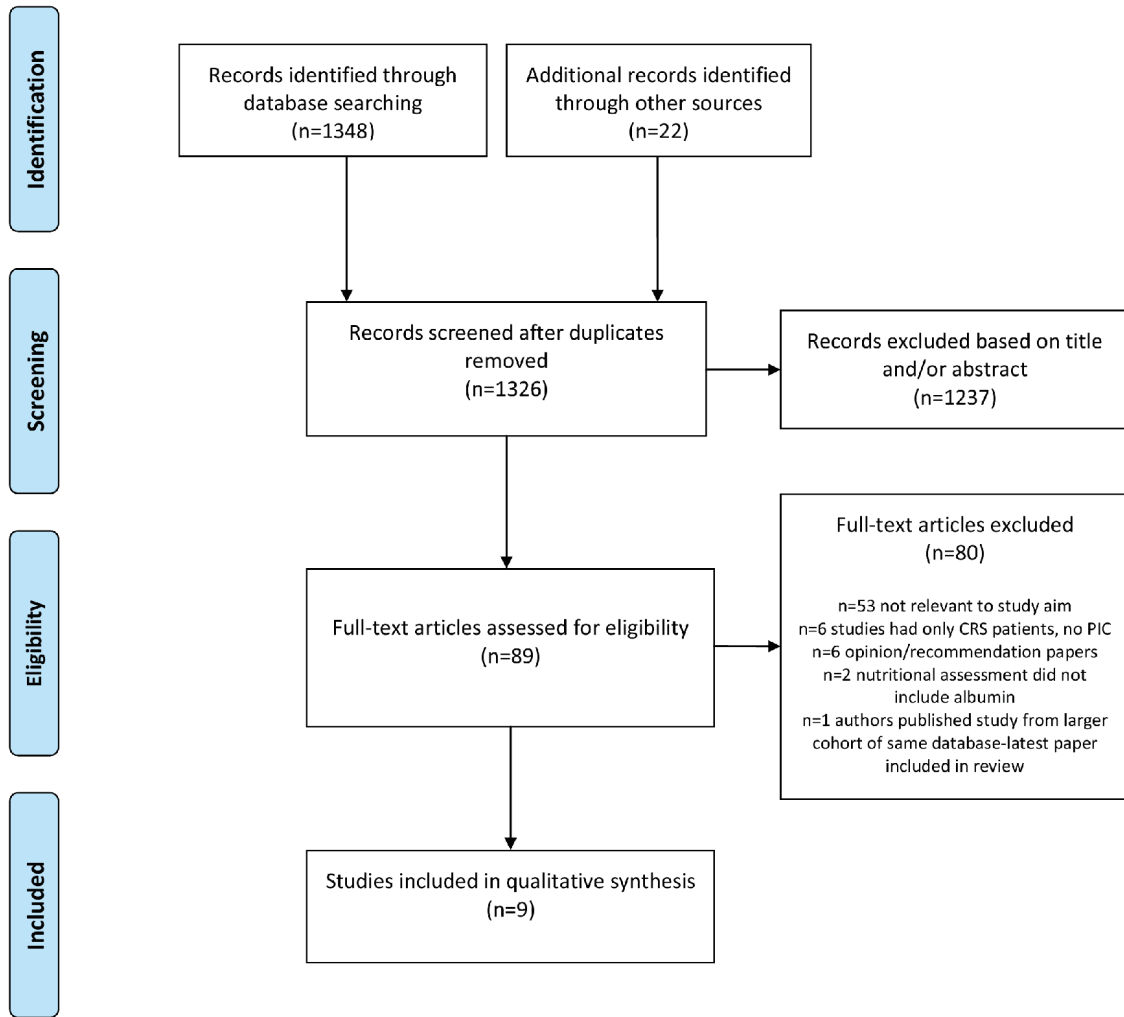 Identification
Records identified through
database searching
(n=1348)
Additional records identified
through other sources
(n=22)
Screening
Records screened after duplicates
removed
(n=1326)
Records excluded based on title
and/or abstract
(n=1237)
Eligibility
Full-text articles assessed for eligibility
(n=89)
Full-text articles excluded
(n=80)
n=53 not relevant to study aim
n=6 studies had only CRS patients, no PIC
n=6 opinion/recommendation papers
n=2 nutritional assessment did not
include albumin
n=1 authors published study from larger
cohort of same database-latest paper
included in review
Included
Studies included in qualitative synthesis
(n=9)